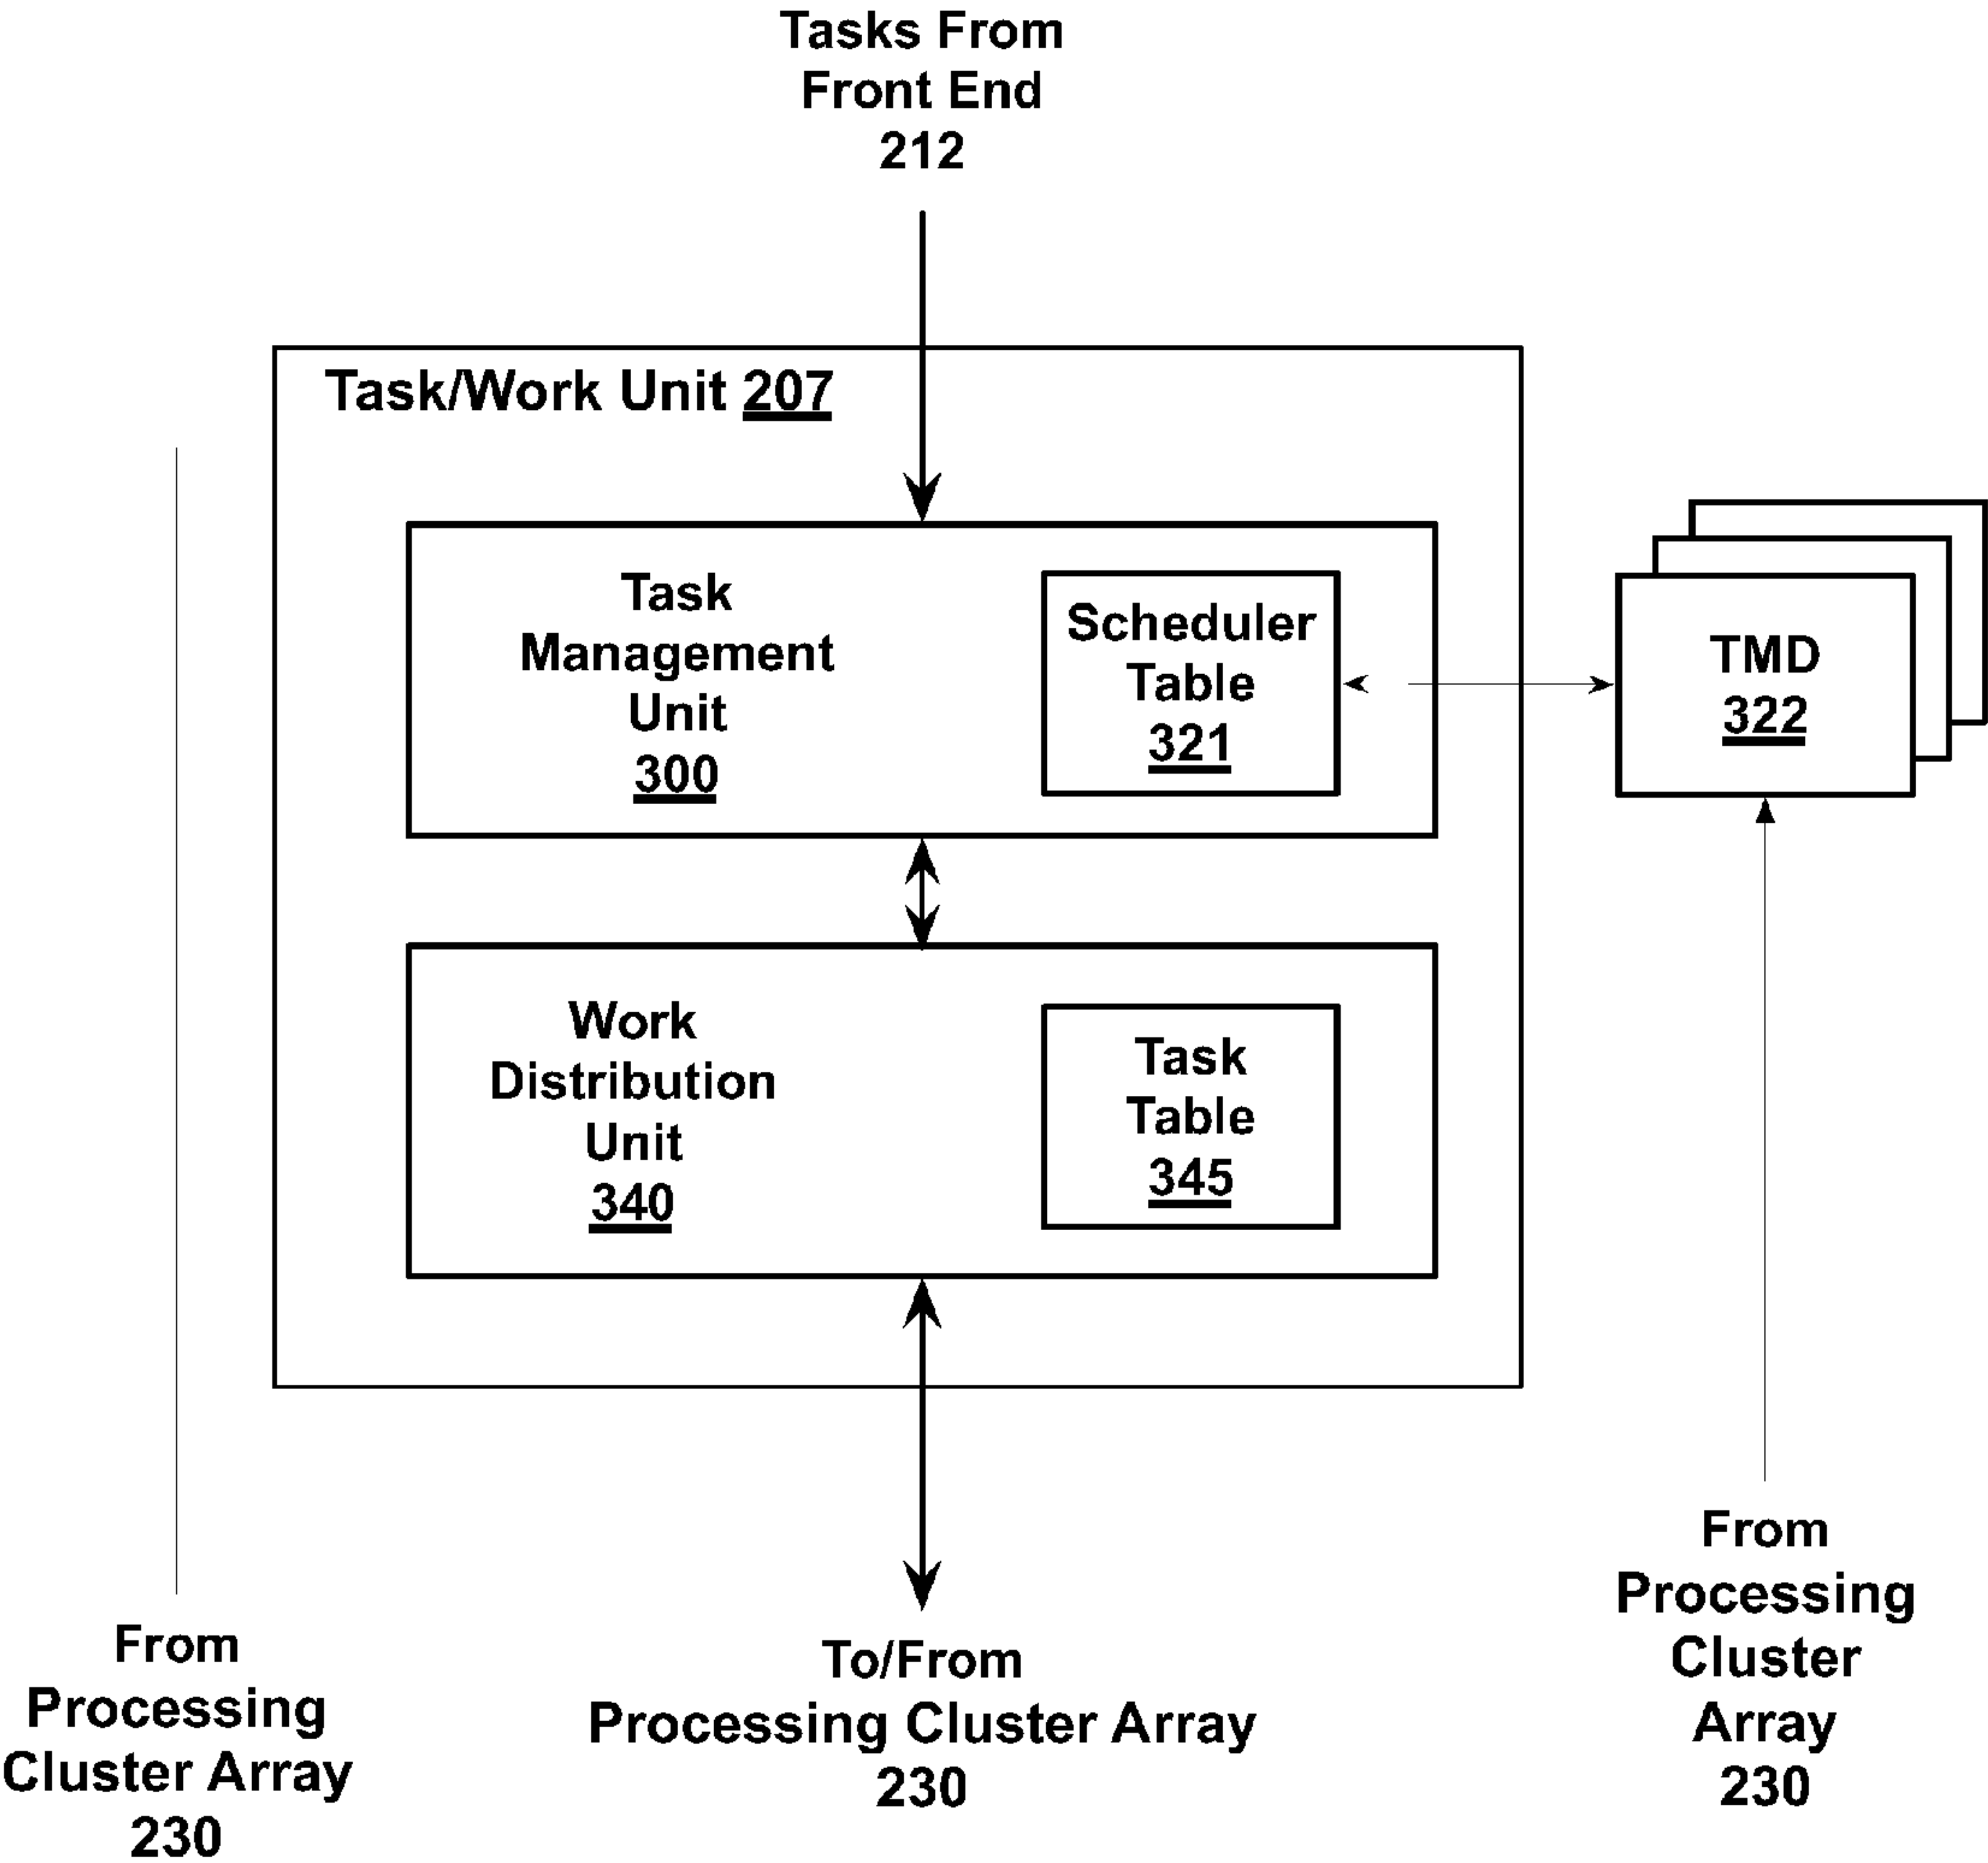 Tasks From
Front End
212
Task/Work Unit 207
Task
Management
Unit
300
Scheduler
Table
321
TMD
322
Work
Distribution
Unit
340
Task
Table
345
From
Processing
Cluster Array
230
To/From
Processing Cluster Array
230
From
Processing
Cluster
Array
230